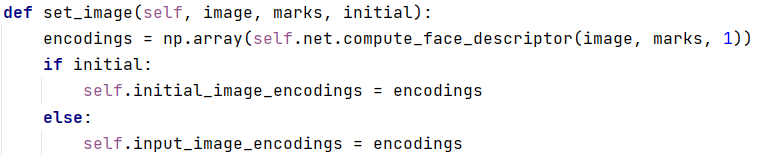 def set_image(self, image, marks, initial):
    encodings = np.array(self.net.compute_face_descriptor(image, marks, 1))
    if initial:
        self.initial_image_encodings = encodings
    else:
        self.input_image_encodings = encodings